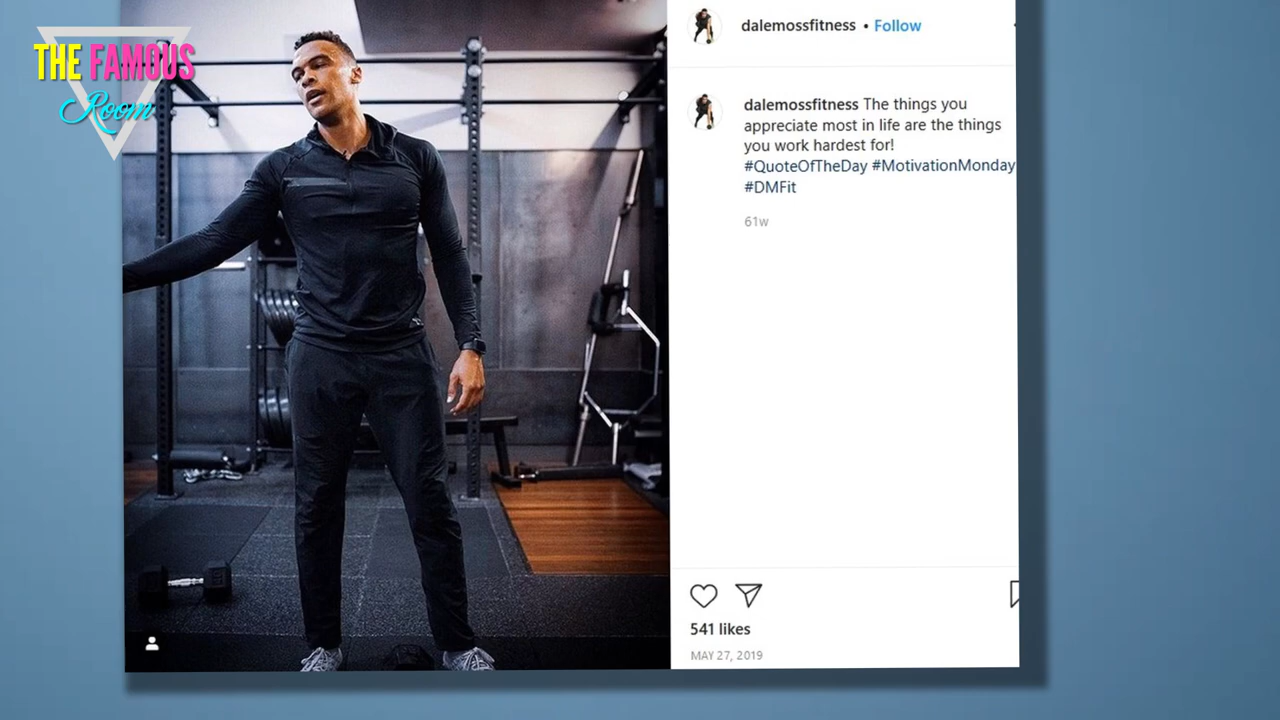 THE FAMOUS
Room
dalemossfitness • Follow
dalemossfitness The things you
appreciate most in life are the things
you work hardest for!
#QuoteOfTheDay #MotivationMonday
#DMFit
61w
541 likes
MAY 27, 2019